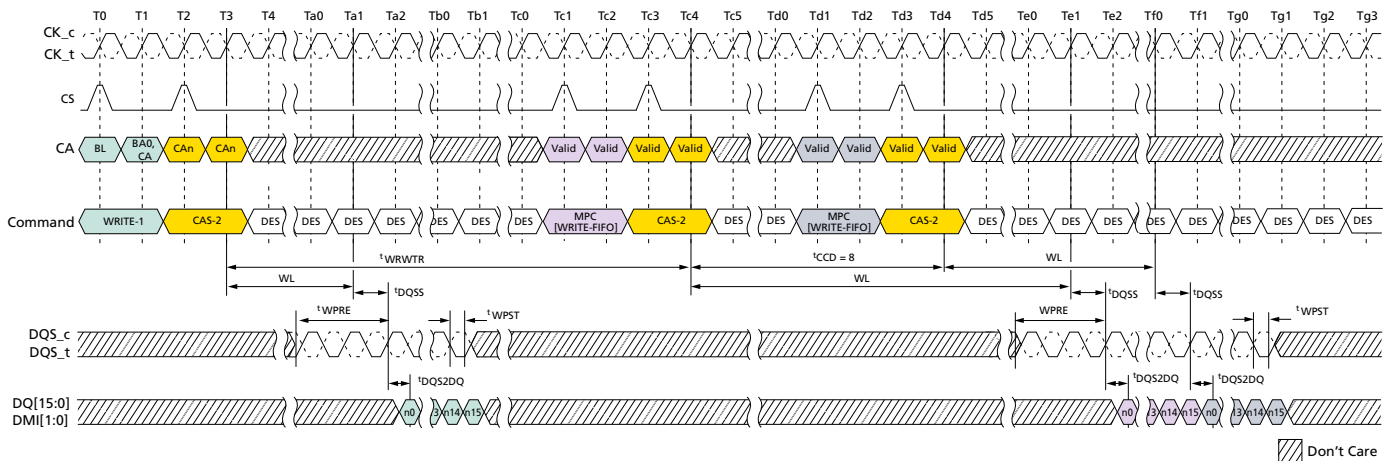 T0 T1 T2 T3 T4 Ta0 Ta1 Ta2 Tb0 Tb1 Tc0 Tc1 Tc2 Tc3 Tc4 Tc5 Td0 Td1 Td2 Td3 Td4 Td5 Te0 Te1 Te2 Tf0 Tf1 Tg0 Tg1 Tg2 Tg3
CK_c
CK_t
CS
CA BL BA0, CA CAn CAn Valid Valid Valid Valid Valid Valid Valid Valid
Command WRITE-1 CAS-2 DES DES DES DES DES DES DES MPC [WRITE-FIFO] CAS-2 DES DES MPC [WRITE-FIFO] CAS-2 DES DES DES DES DES DES DES DES DES DES
tWRWTR tCCD = 8 WL
WL WL
tDQSS tDQSS tDQSS
tWPRE tWPST WPRE tWPST
DQS_c
DQS_t
tDQS2DQ tDQS2DQ tDQS2DQ
DQ[15:0]
DMI[1:0] n0 13 n14 n15 n0 13 n14 n15 n0 13 n14 n15
Don't Care